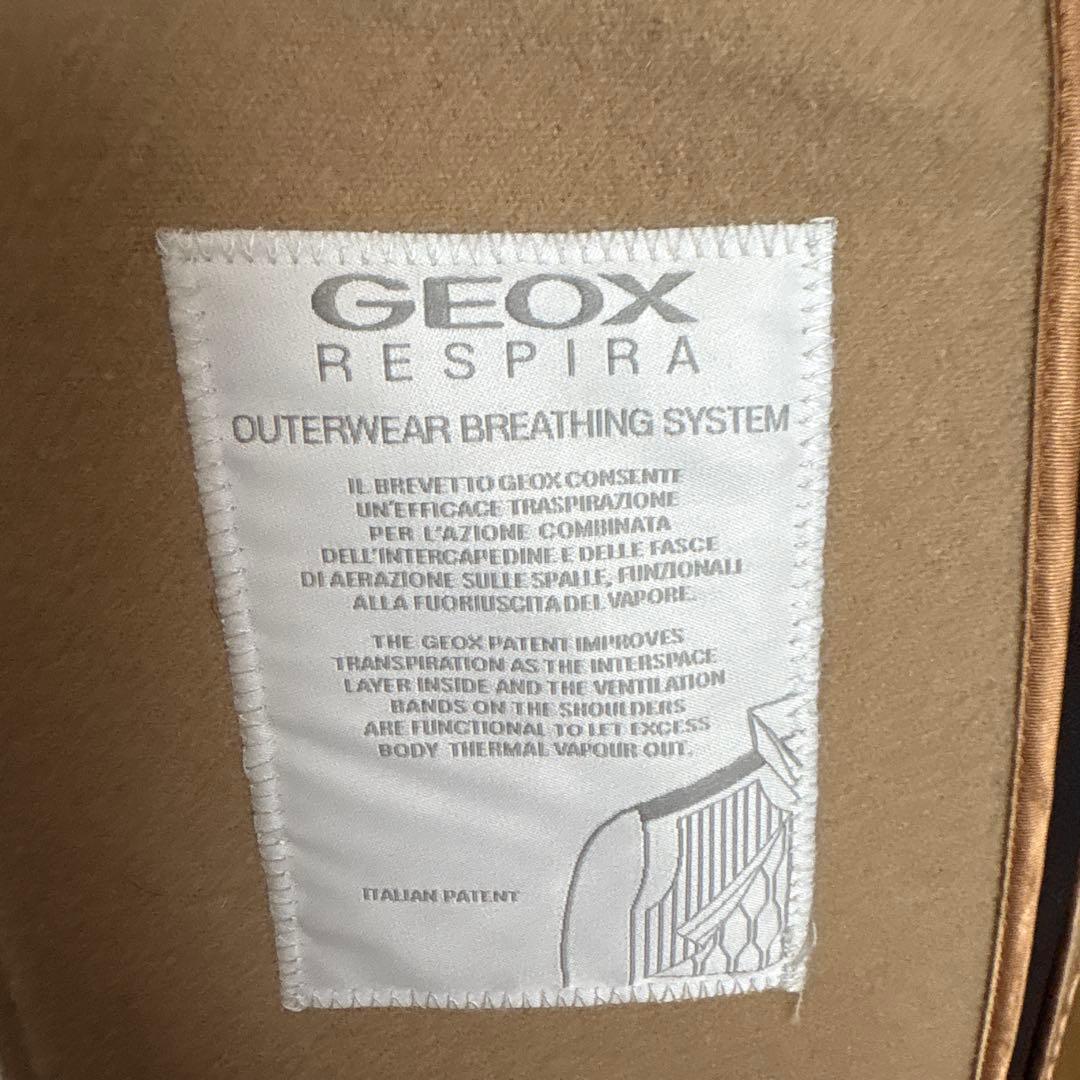 GEOX
RESPIRA
OUTERWEAR BREATHING SYSTEM
IL BREVETTO GEOX CONSENTE
UN'EFFICACE TRASPIRAZIONE
PER L'AZIONE COMBINATA
DELL'INTERCAPEDINE E DELLE FASCE
DI AERAZIONE SULLE SPALLE, FUNZIONALI
ALLA FUORIUSCITA DEL VAPORE.
THE GEOX PATENT IMPROVES
TRANSPIRATION AS THE INTERSPACE
LAYER INSIDE AND THE VENTILATION
BANDS ON THE SHOULDERS
ARE FUNCTIONAL TO LET EXCESS
BODY THERMAL VAPOUR OUT.
ITALIAN PATENT